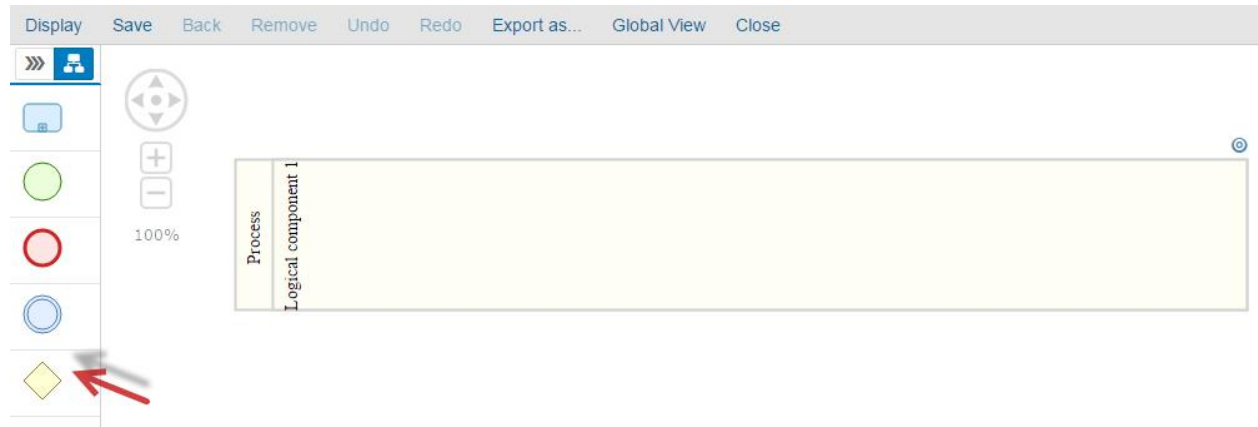 Display Save Back Remove Undo Redo Export as... Global View Close
100%
Process
Logical component 1